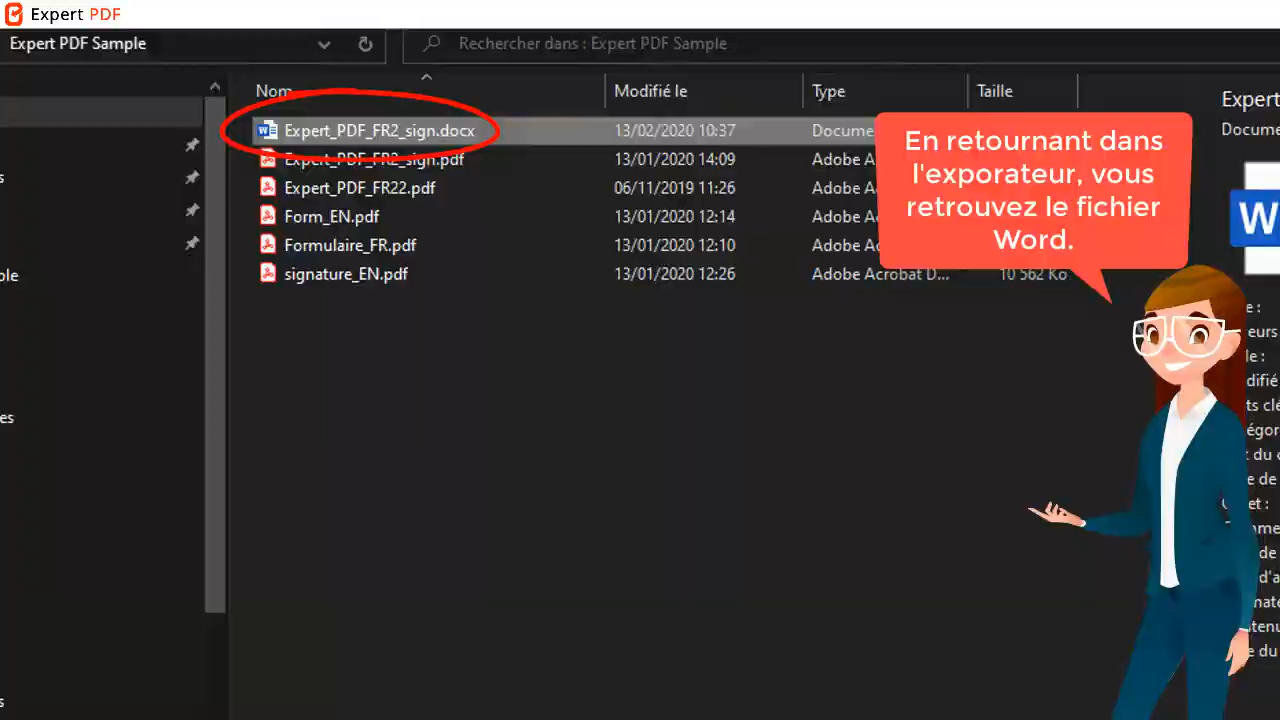 Expert PDF
Expert PDF Sample
Rechercher dans : Expert PDF Sample
Nom
Modifié le
Type
Taille
Expert_PDF_FR2_sign.docx 13/02/2020 10:37 Docume
Expert_PDF_FR2_sign.pdf 13/01/2020 14:09 Adobe A
Expert_PDF_FR22.pdf 06/11/2019 11:26 Adobe A
Form_EN.pdf 13/01/2020 12:14 Adobe A
Formulaire_FR.pdf 13/01/2020 12:10 Adobe A
signature_EN.pdf 13/01/2020 12:26 Adobe Acrobat D... 10 562 Ko
En retournant dans
l'exporateur, vous
retrouvez le fichier
Word.
Expert
Docume
W